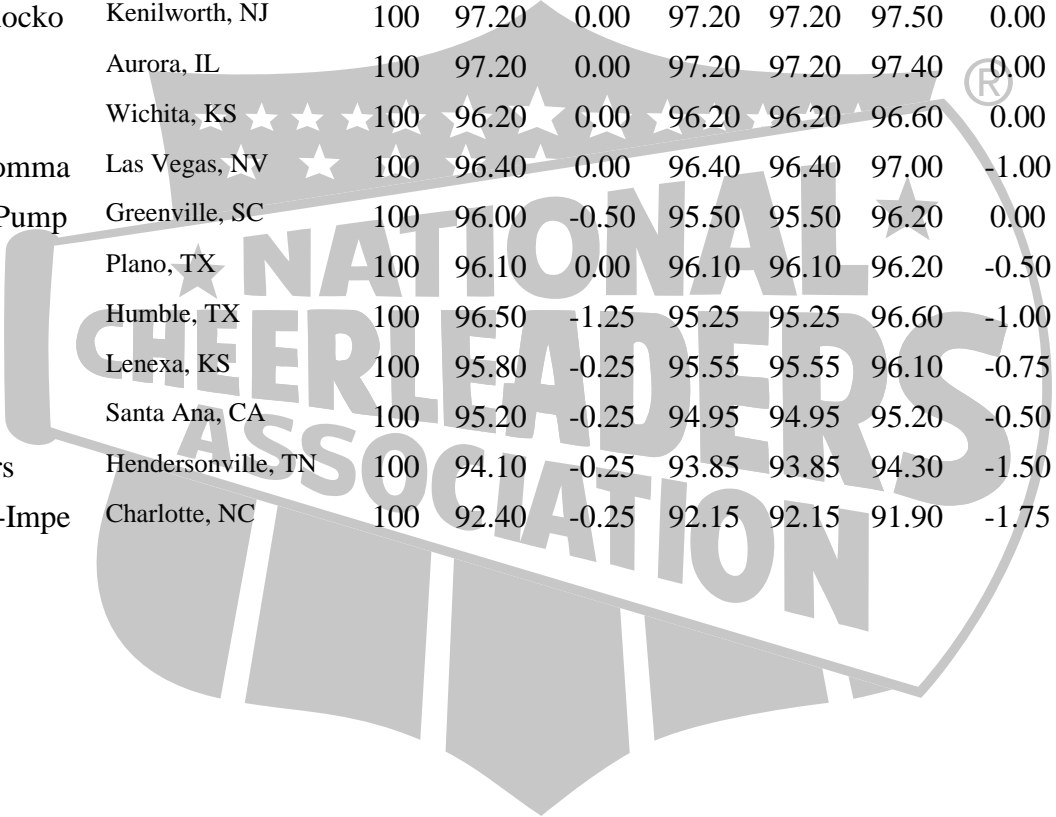 locko Kenilworth, NJ 100 97.20 0.00 97.20 97.20 97.50 0.00
Aurora, IL 100 97.20 0.00 97.20 97.20 97.40 0.00
Wichita, KS 100 96.20 0.00 96.20 96.20 96.60 0.00
omma Las Vegas, NV 100 96.40 0.00 96.40 96.40 97.00 -1.00
Pump Greenville, SC 100 96.00 -0.50 95.50 95.50 96.20 0.00
Plano, TX 100 96.10 0.00 96.10 96.10 96.20 -0.50
Humble, TX 100 96.50 -1.25 95.25 95.25 96.60 -1.00
Lenexa, KS 100 95.80 -0.25 95.55 95.55 96.10 -0.75
Santa Ana, CA 100 95.20 -0.25 94.95 94.95 95.20 -0.50
rs Hendersonville, TN 100 94.10 -0.25 93.85 93.85 94.30 -1.50
-Impe Charlotte, NC 100 92.40 -0.25 92.15 92.15 91.90 -1.75
®
NATIONAL
CHEERLEADERS
ASSOCIATION